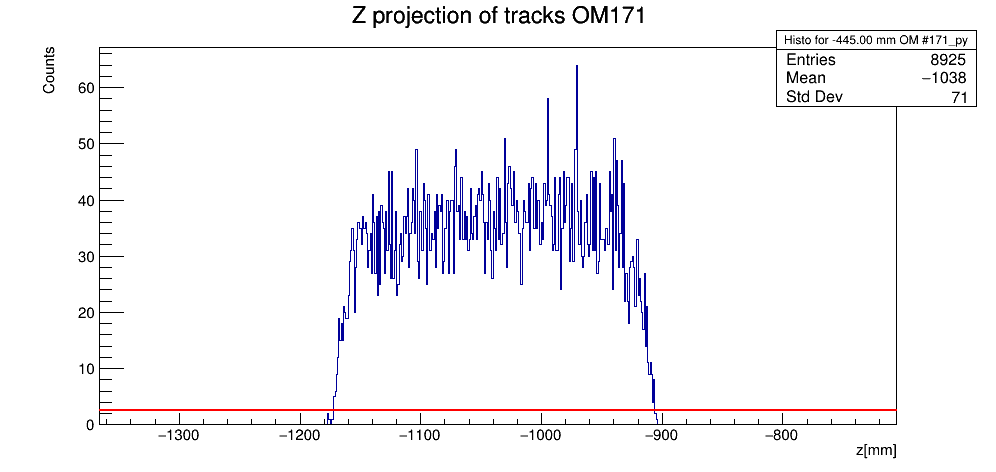 Z projection of tracks OM171
Histo for -445.00 mm OM #171_py
Entries 8925
Mean −1038
Std Dev 71
Counts
60
50
40
30
20
10
0
−1300 −1200 −1100 −1000 −900 −800
z[mm]